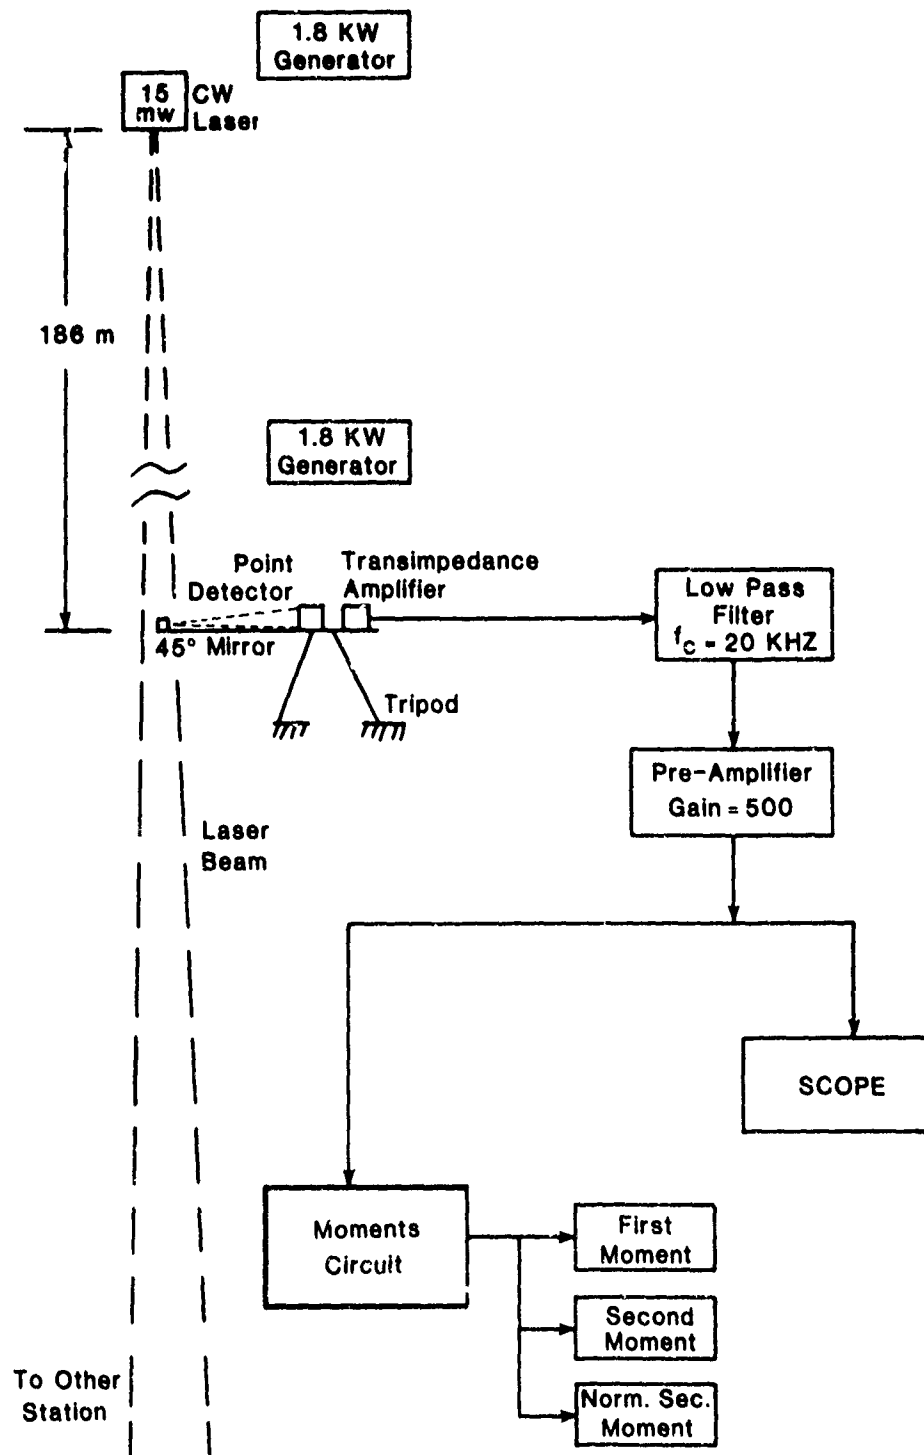 1.8 KW
Generator
15
mw
CW
Laser
186 m
1.8 KW
Generator
Point
Detector
Transimpedance
Amplifier
45° Mirror
Tripod
Low Pass
Filter
fc = 20 KHZ
Pre-Amplifier
Gain = 500
Laser
Beam
SCOPE
Moments
Circuit
First
Moment
Second
Moment
Norm. Sec.
Moment
To Other
Station